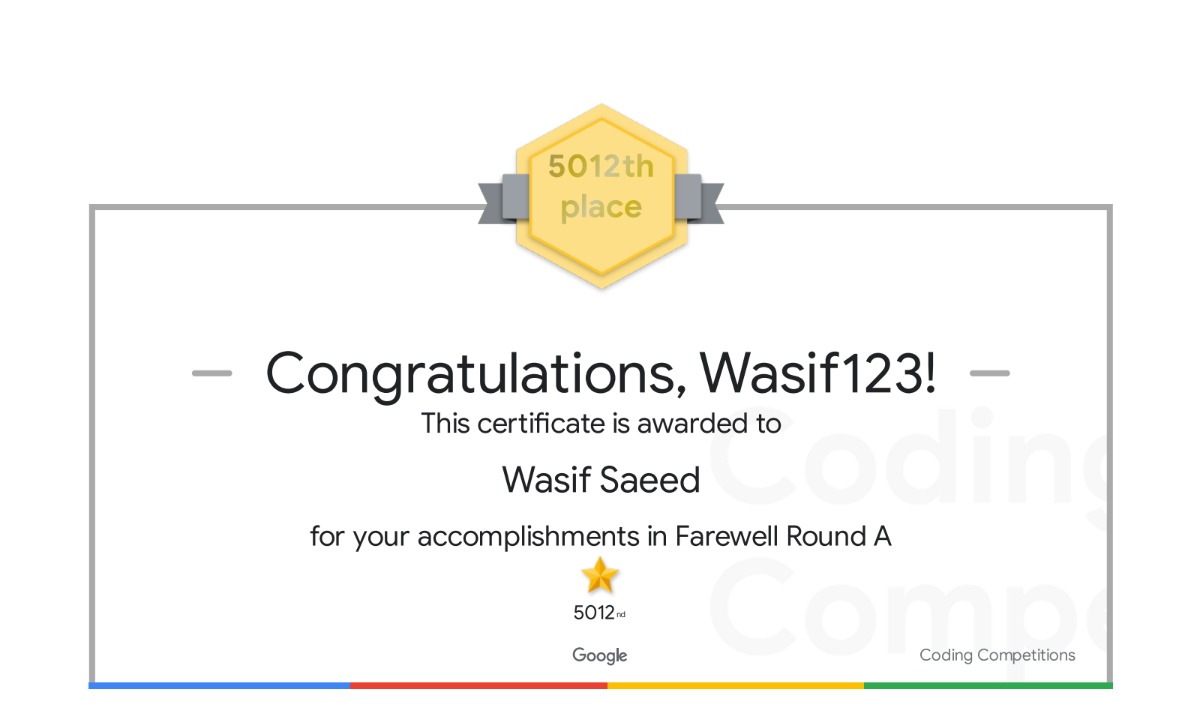 5012th
place
Congratulations, Wasif123!
This certificate is awarded to
Wasif Saeed
for your accomplishments in Farewell Round A
5012nd
Google
Coding Competitions
Coding
Compe